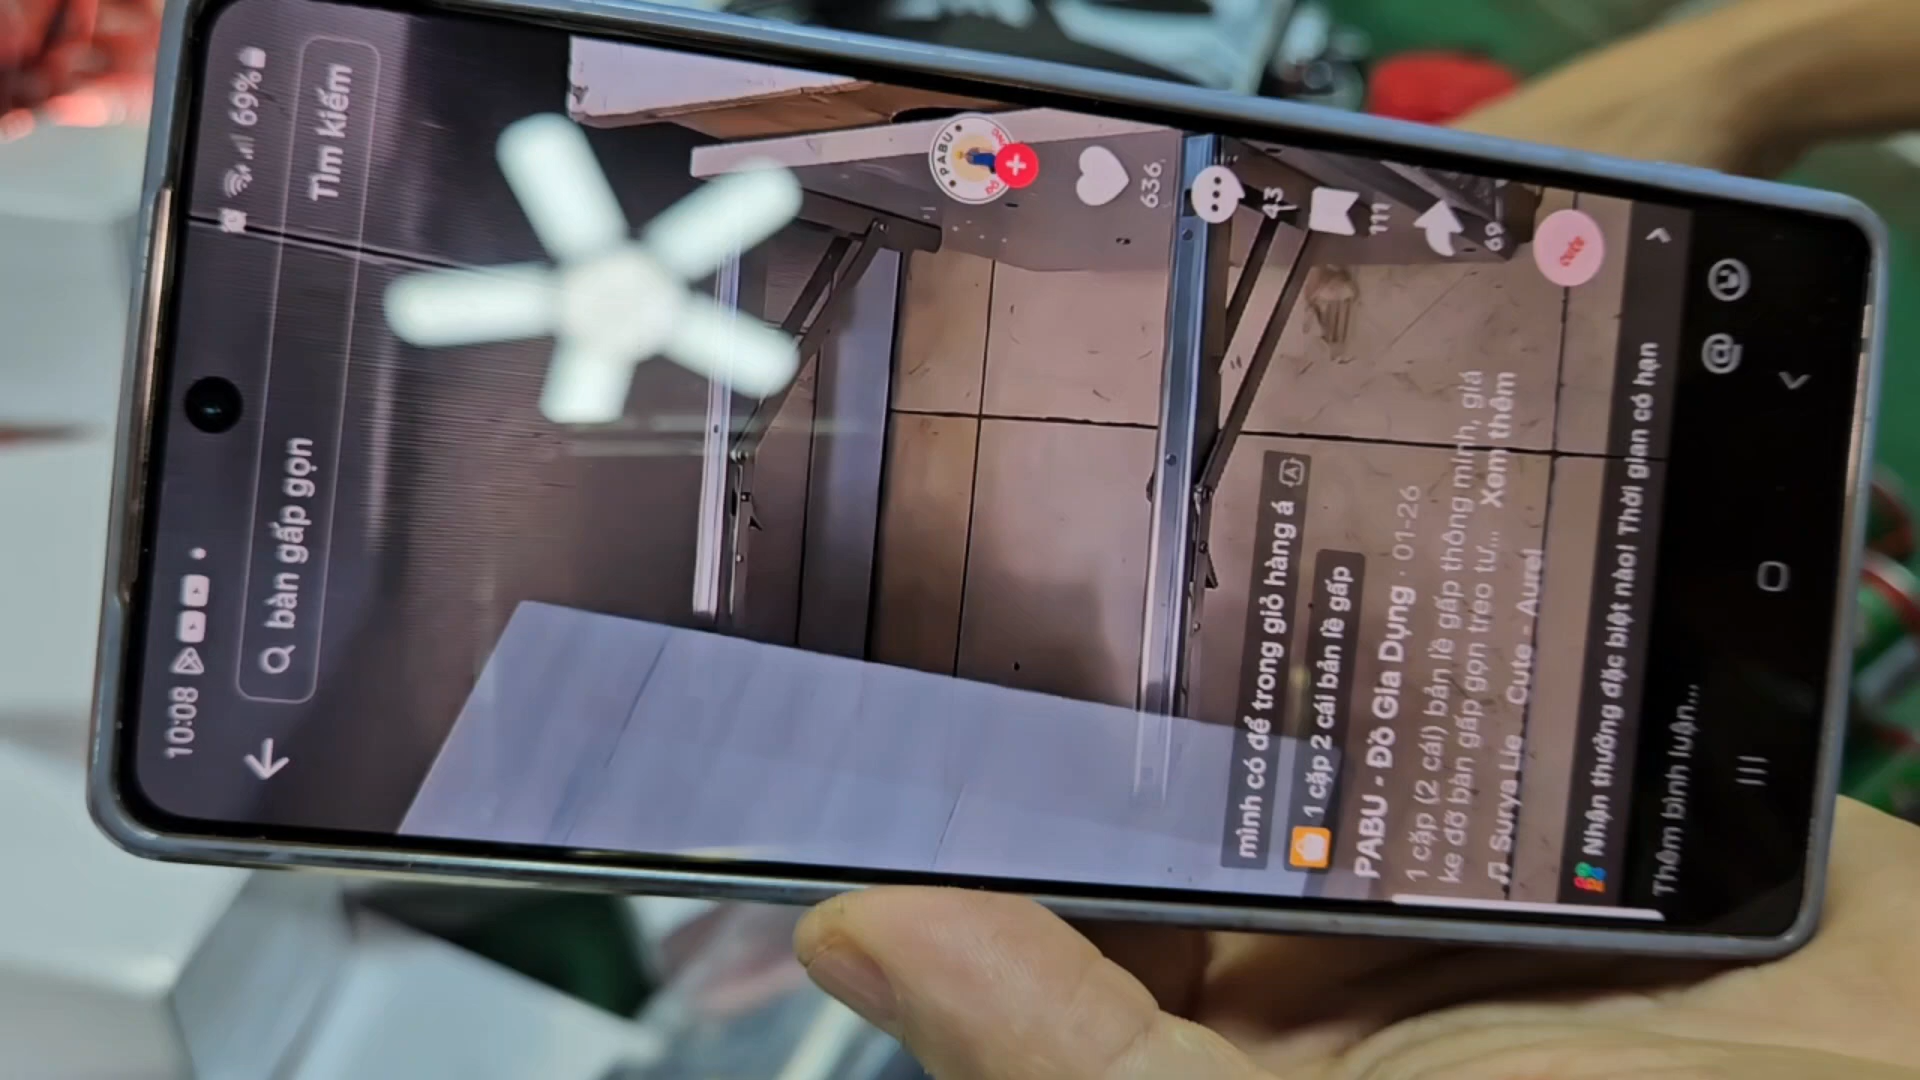 10:08
69%
bàn gấp gọn
Tìm kiếm
PABU
636
43
111
69
mình có để trong giỏ hàng á
1 cặp 2 cái bản lề gấp
PABU - Đồ Gia Dụng · 01-26
1 cặp (2 cái) bản lề gấp thông minh, giá
ke đỡ bàn gấp gọn treo tư... Xem thêm
Surya Lie Cute - Aurel
Nhận thưởng đặc biệt nào! Thời gian có hạn
Thêm bình luận...
@